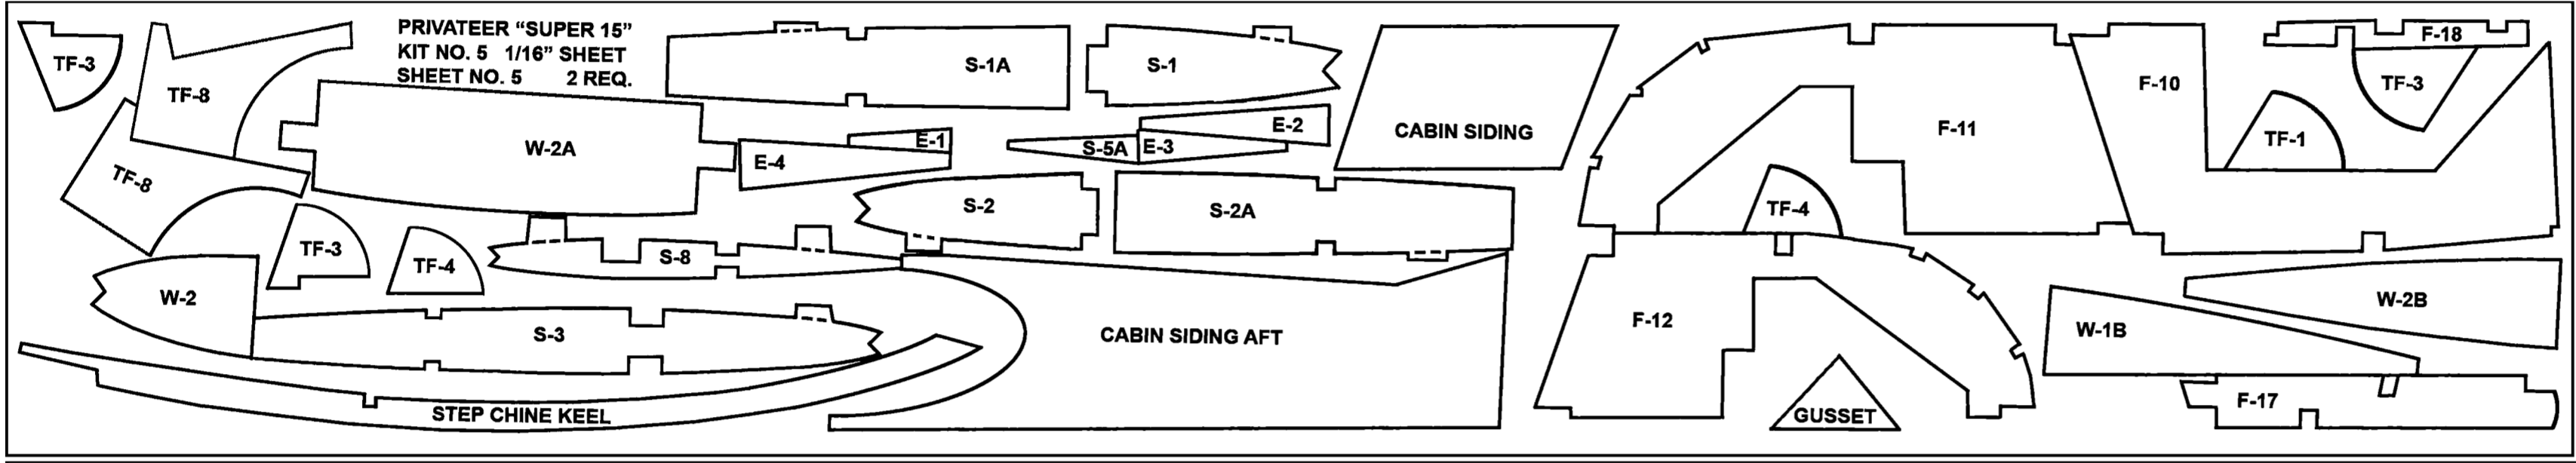 PRIVATEER “SUPER 15”
KIT NO. 5 1/16” SHEET
SHEET NO. 5 2 REQ.
TF-3
TF-8
TF-8
W-2A
TF-3
TF-4
W-2
S-3
STEP CHINE KEEL
S-1A
S-1
E-1
E-4
E-2
S-5A
E-3
S-2
S-2A
S-8
CABIN SIDING
CABIN SIDING AFT
F-11
TF-4
F-12
GUSSET
F-10
F-18
TF-3
TF-1
W-2B
W-1B
F-17